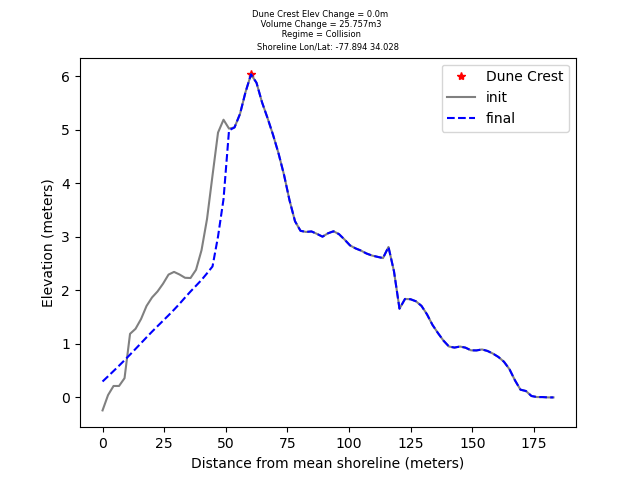 Dune Crest Elev Change = 0.0m
Volume Change = 25.757m3
Regime = Collision
Shoreline Lon/Lat: -77.894 34.028
Dune Crest
init
final
6
5
4
3
2
1
0
Elevation (meters)
0 25 50 75 100 125 150 175
Distance from mean shoreline (meters)